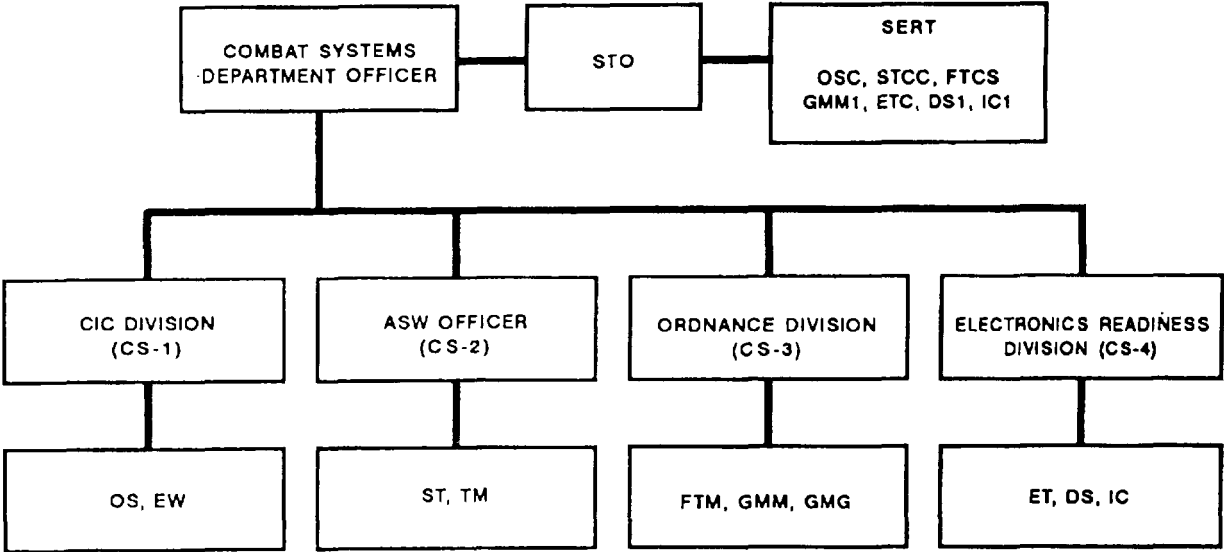 COMBAT SYSTEMS
DEPARTMENT OFFICER
STO
SERT
OSC, STCC, FTCS
GMM1, ETC, DS1, IC1
CIC DIVISION
(CS-1)
ASW OFFICER
(CS-2)
ORDNANCE DIVISION
(CS-3)
ELECTRONICS READINESS
DIVISION (CS-4)
OS, EW
ST, TM
FTM, GMM, GMG
ET, DS, IC